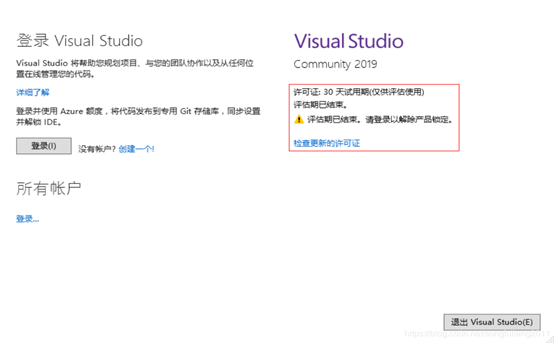 登录 Visual Studio
Visual Studio 将帮助您规划项目、与您的团队协作以及从任何位
置在线管理您的代码。
详细了解
登录并使用 Azure 额度，将代码发布到专用 Git 存储库，同步设置
并解锁 IDE。
登录(I)
没有帐户? 创建一个!
所有帐户
登录...
Visual Studio
Community 2019
许可证: 30 天试用期(仅供评估使用)
评估期已结束。
评估期已结束。请登录以解除产品锁定。
检查更新的许可证
退出 Visual Studio(E)